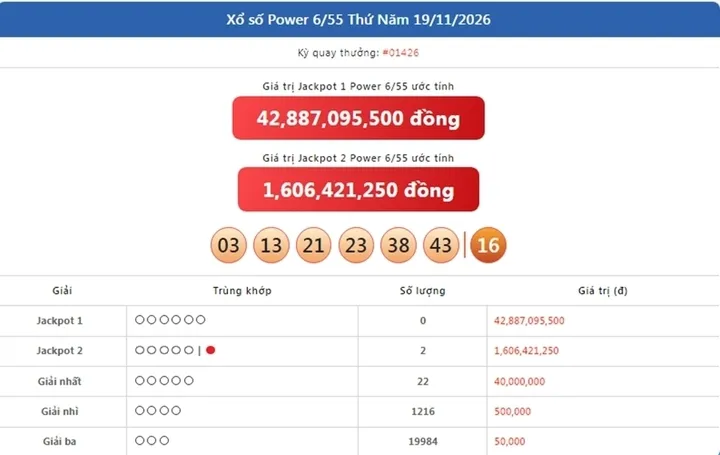 Xổ số Power 6/55 Thứ Năm 19/11/2026
Kỳ quay thưởng: #01426
Giá trị Jackpot 1 Power 6/55 ước tính
42,887,095,500 đồng
Giá trị Jackpot 2 Power 6/55 ước tính
1,606,421,250 đồng
03 13 21 23 38 43 | 16
Giải Trùng khớp Số lượng Giá trị (đ)
Jackpot 1 0 42,887,095,500
Jackpot 2 | 2 1,606,421,250
Giải nhất 22 40,000,000
Giải nhì 1216 500,000
Giải ba 19984 50,000